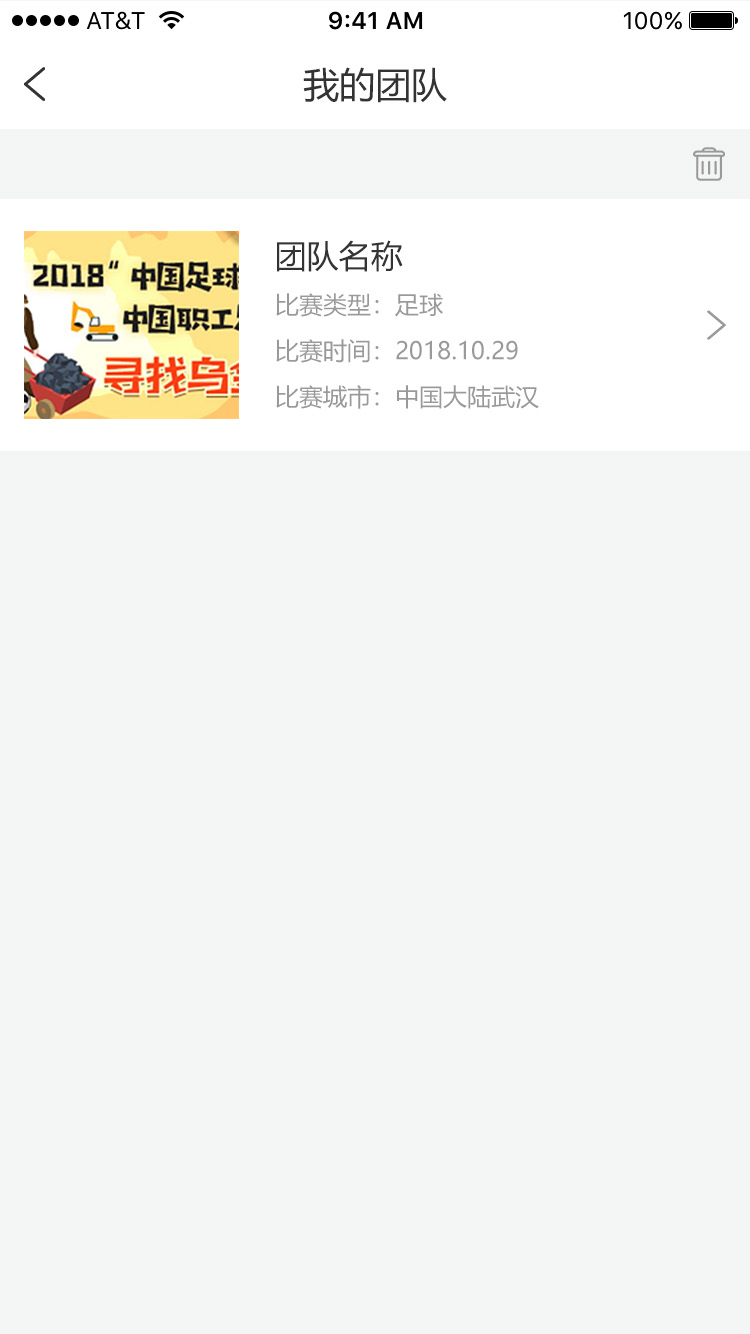 AT&T 9:41 AM 100%
我的团队
2018“中国足球
中国职工
寻找乌
团队名称
比赛类型：足球
比赛时间：2018.10.29
比赛城市：中国大陆武汉